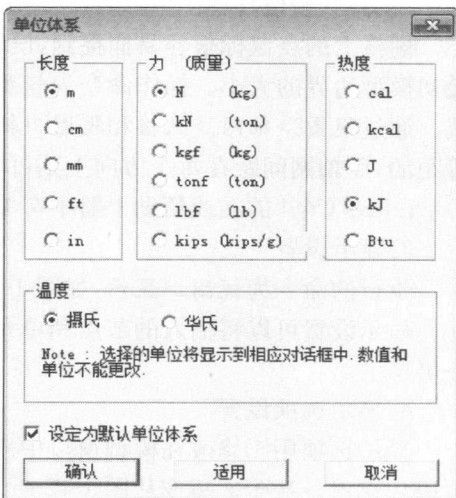 单位体系
长度
力 (质量)
热度
m
N (kg)
cal
cm
kN (ton)
kcal
mm
kgf (kg)
J
ft
tonf (ton)
kJ
in
lbf (lb)
Btu
kips (kips/g)
温度
摄氏
华氏
Note : 选择的单位将显示到相应对话框中. 数值和
单位不能更改.
设定为默认单位体系
确认
适用
取消